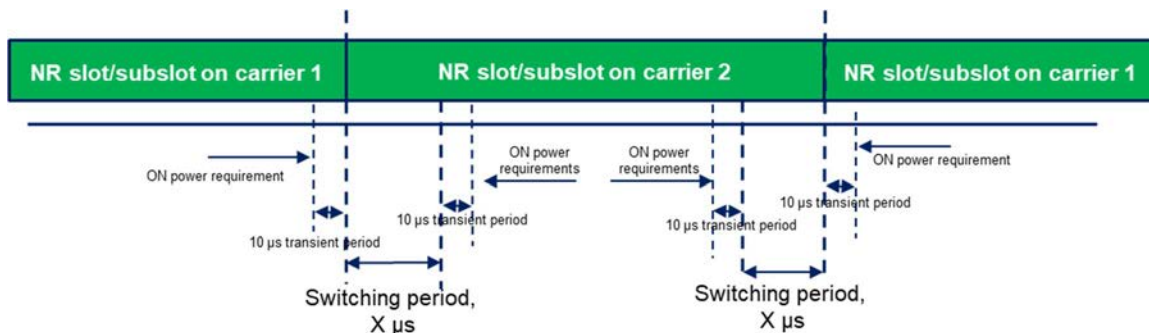 NR slot/subslot on carrier 1
NR slot/subslot on carrier 2
NR slot/subslot on carrier 1
ON power requirement
ON power
requirements
ON power
requirements
ON power requirement
10 µs transient period
10 µs transient period
10 µs transient period
10 µs transient period
Switching period,
X µs
Switching period,
X µs